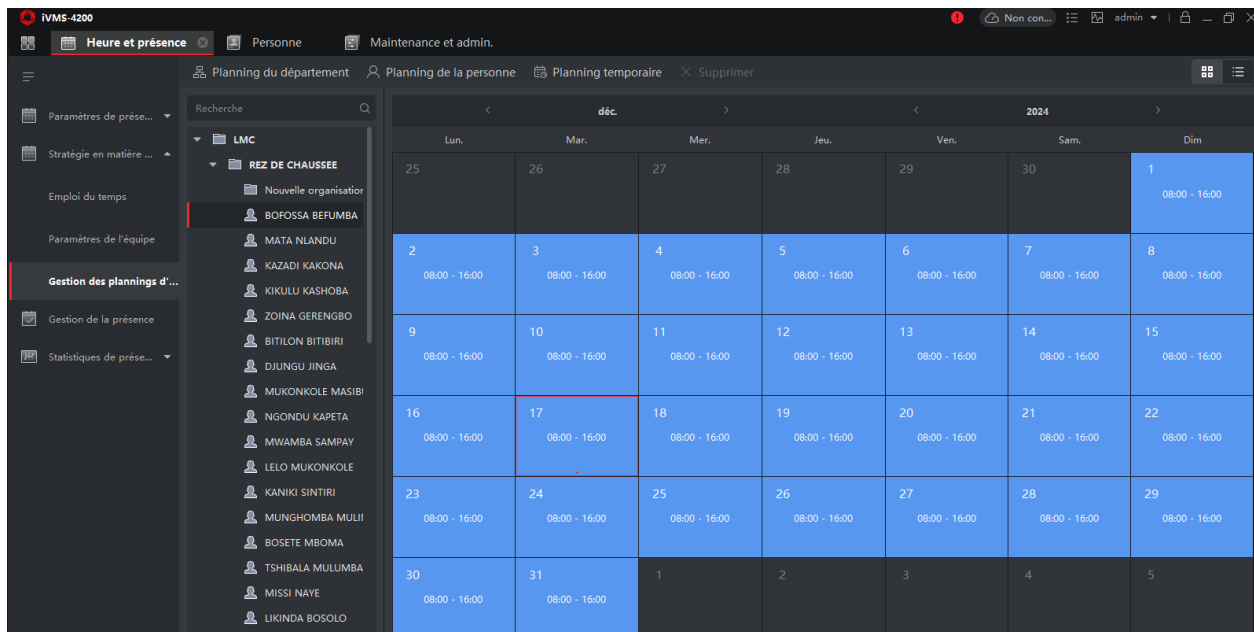 iVMS-4200
Non con... admin
Heure et présence Personne Maintenance et admin.
Planning du département Planning de la personne Planning temporaire Supprimer
Paramètres de prése...
Stratégie en matière ...
Emploi du temps
Paramètres de l'équipe
Gestion des plannings d'...
Gestion de la présence
Statistiques de prése...
Recherche
LMC
REZ DE CHAUSSEE
Nouvelle organisation
BOFOSSA BEFUMBA
MATA NLANDU
KAZADI KAKONA
KIKULU KASHOBA
ZOINA GERENGBO
BITILON BITIBIRI
DJUNGU JINGA
MUKONKOLE MASIBU
NGONDU KAPETA
MWAMBA SAMPAY
LELO MUKONKOLE
KANIKI SINTIRI
MUNGHOMBA
BOSETE MBOMA
TSHIBALA MULUMBA
MISSI NAYE
LIKINDA BOSOLO
déc. 2024
Lun. Mar. Mer. Jeu. Ven. Sam. Dim
25 26 27 28 29 30 1
08:00 - 16:00
2 3 4 5 6 7 8
08:00 - 16:00 08:00 - 16:00 08:00 - 16:00 08:00 - 16:00 08:00 - 16:00 08:00 - 16:00 08:00 - 16:00
9 10 11 12 13 14 15
08:00 - 16:00 08:00 - 16:00 08:00 - 16:00 08:00 - 16:00 08:00 - 16:00 08:00 - 16:00 08:00 - 16:00
16 17 18 19 20 21 22
08:00 - 16:00 08:00 - 16:00 08:00 - 16:00 08:00 - 16:00 08:00 - 16:00 08:00 - 16:00 08:00 - 16:00
23 24 25 26 27 28 29
08:00 - 16:00 08:00 - 16:00 08:00 - 16:00 08:00 - 16:00 08:00 - 16:00 08:00 - 16:00 08:00 - 16:00
30 31 1 2 3 4 5
08:00 - 16:00 08:00 - 16:00